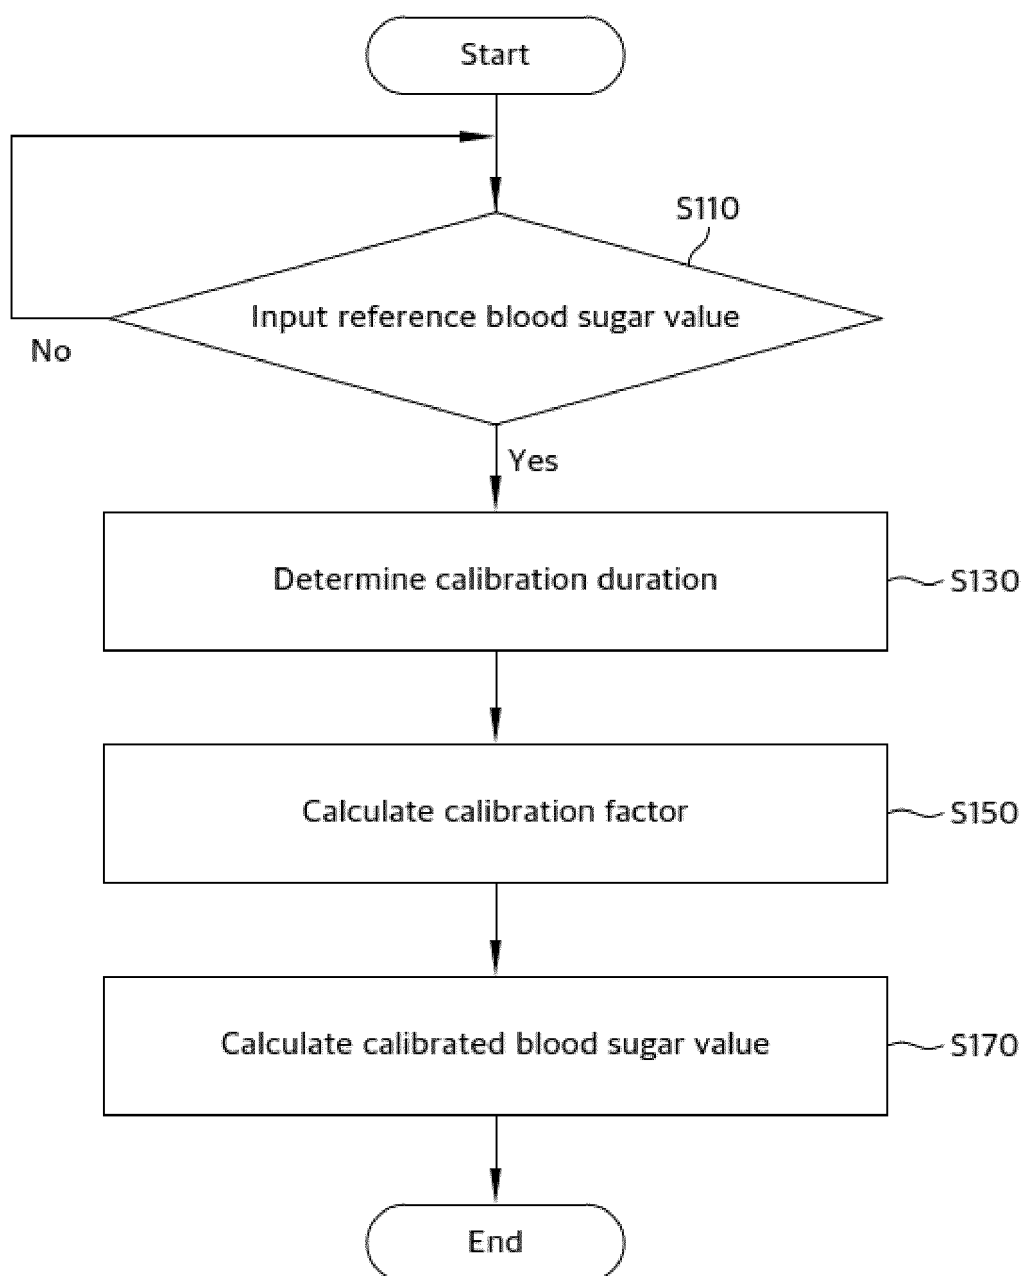 Start
S110
Input reference blood sugar value
No
Yes
Determine calibration duration
S130
Calculate calibration factor
S150
Calculate calibrated blood sugar value
S170
End